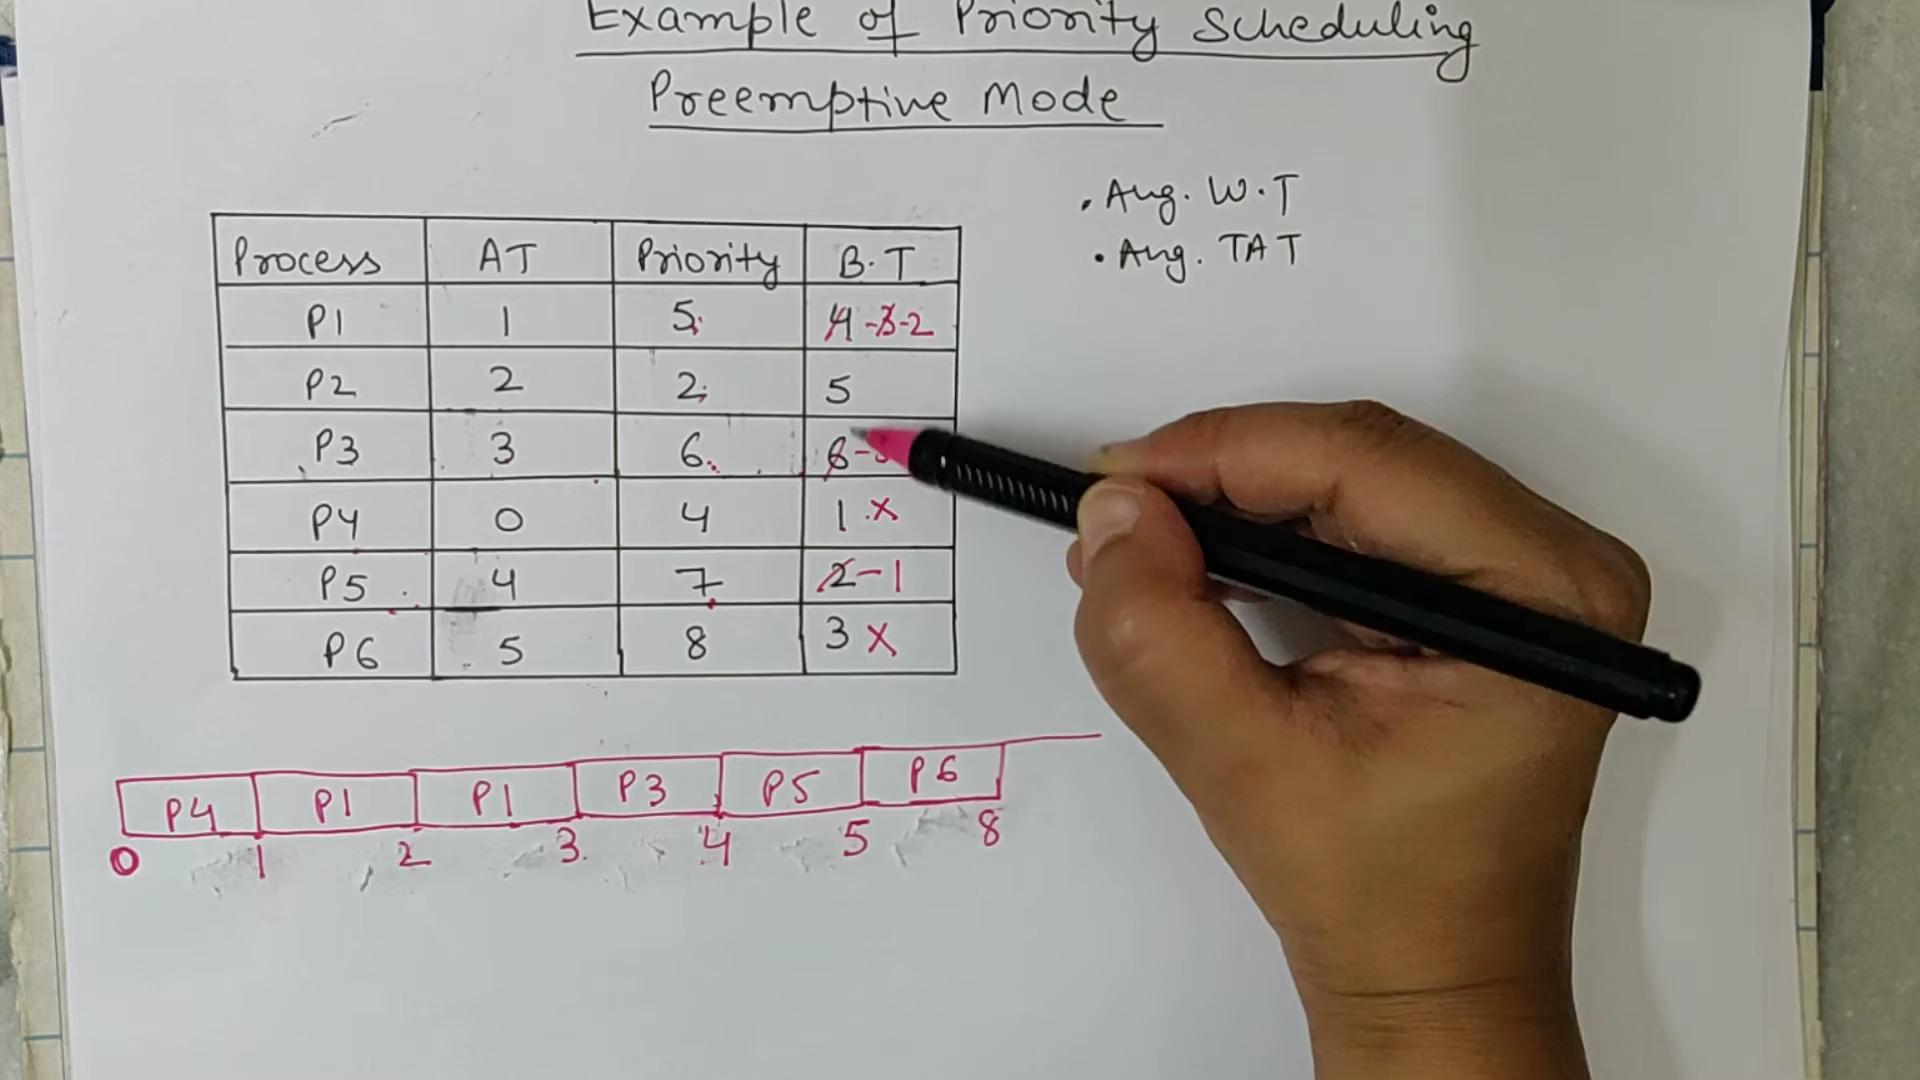 Example of Priority Scheduling
Preemptive Mode
• Avg. W.T
• Avg. TAT
Process AT Priority B.T
P1 1 5 4-3-2
P2 2 2 5
P3 3 6 6-
P4 0 4 1 x
P5 4 7 2-1
P6 5 8 3 x
P4 P1 P1 P3 P5 P6
0 1 2 3 4 5 8